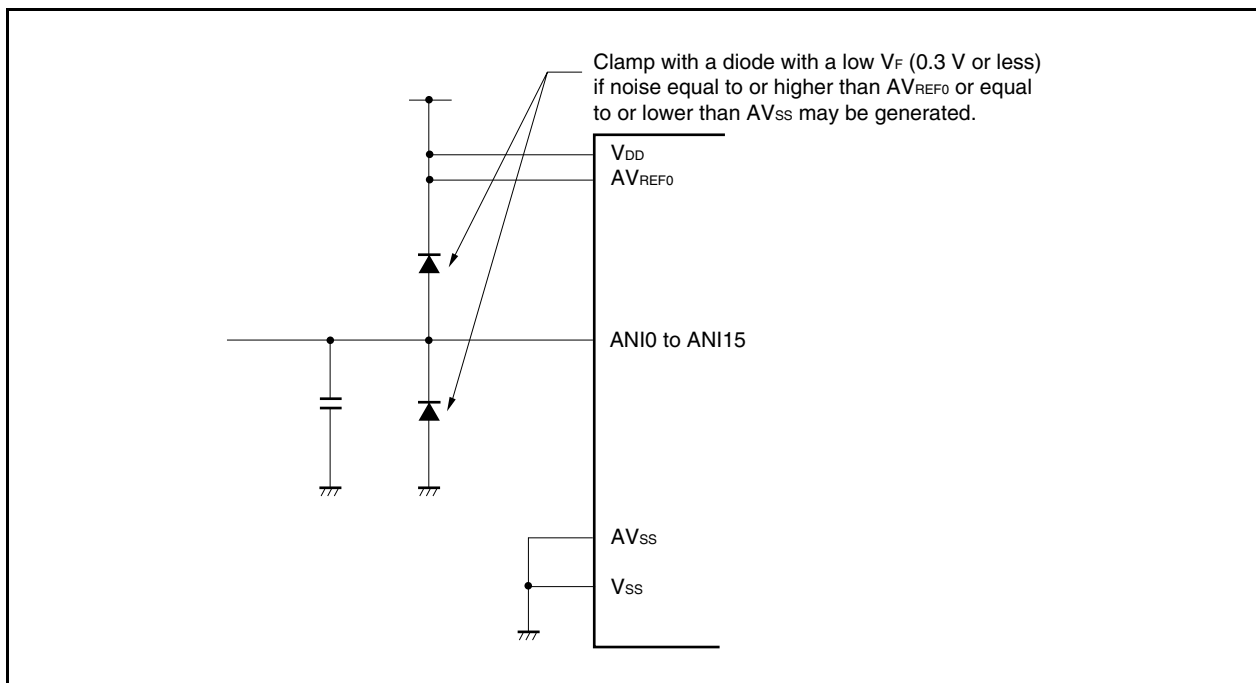 Clamp with a diode with a low VF (0.3 V or less)
if noise equal to or higher than AVREF0 or equal
to or lower than AVSS may be generated.
VDD
AVREF0
ANI0 to ANI15
AVSS
VSS